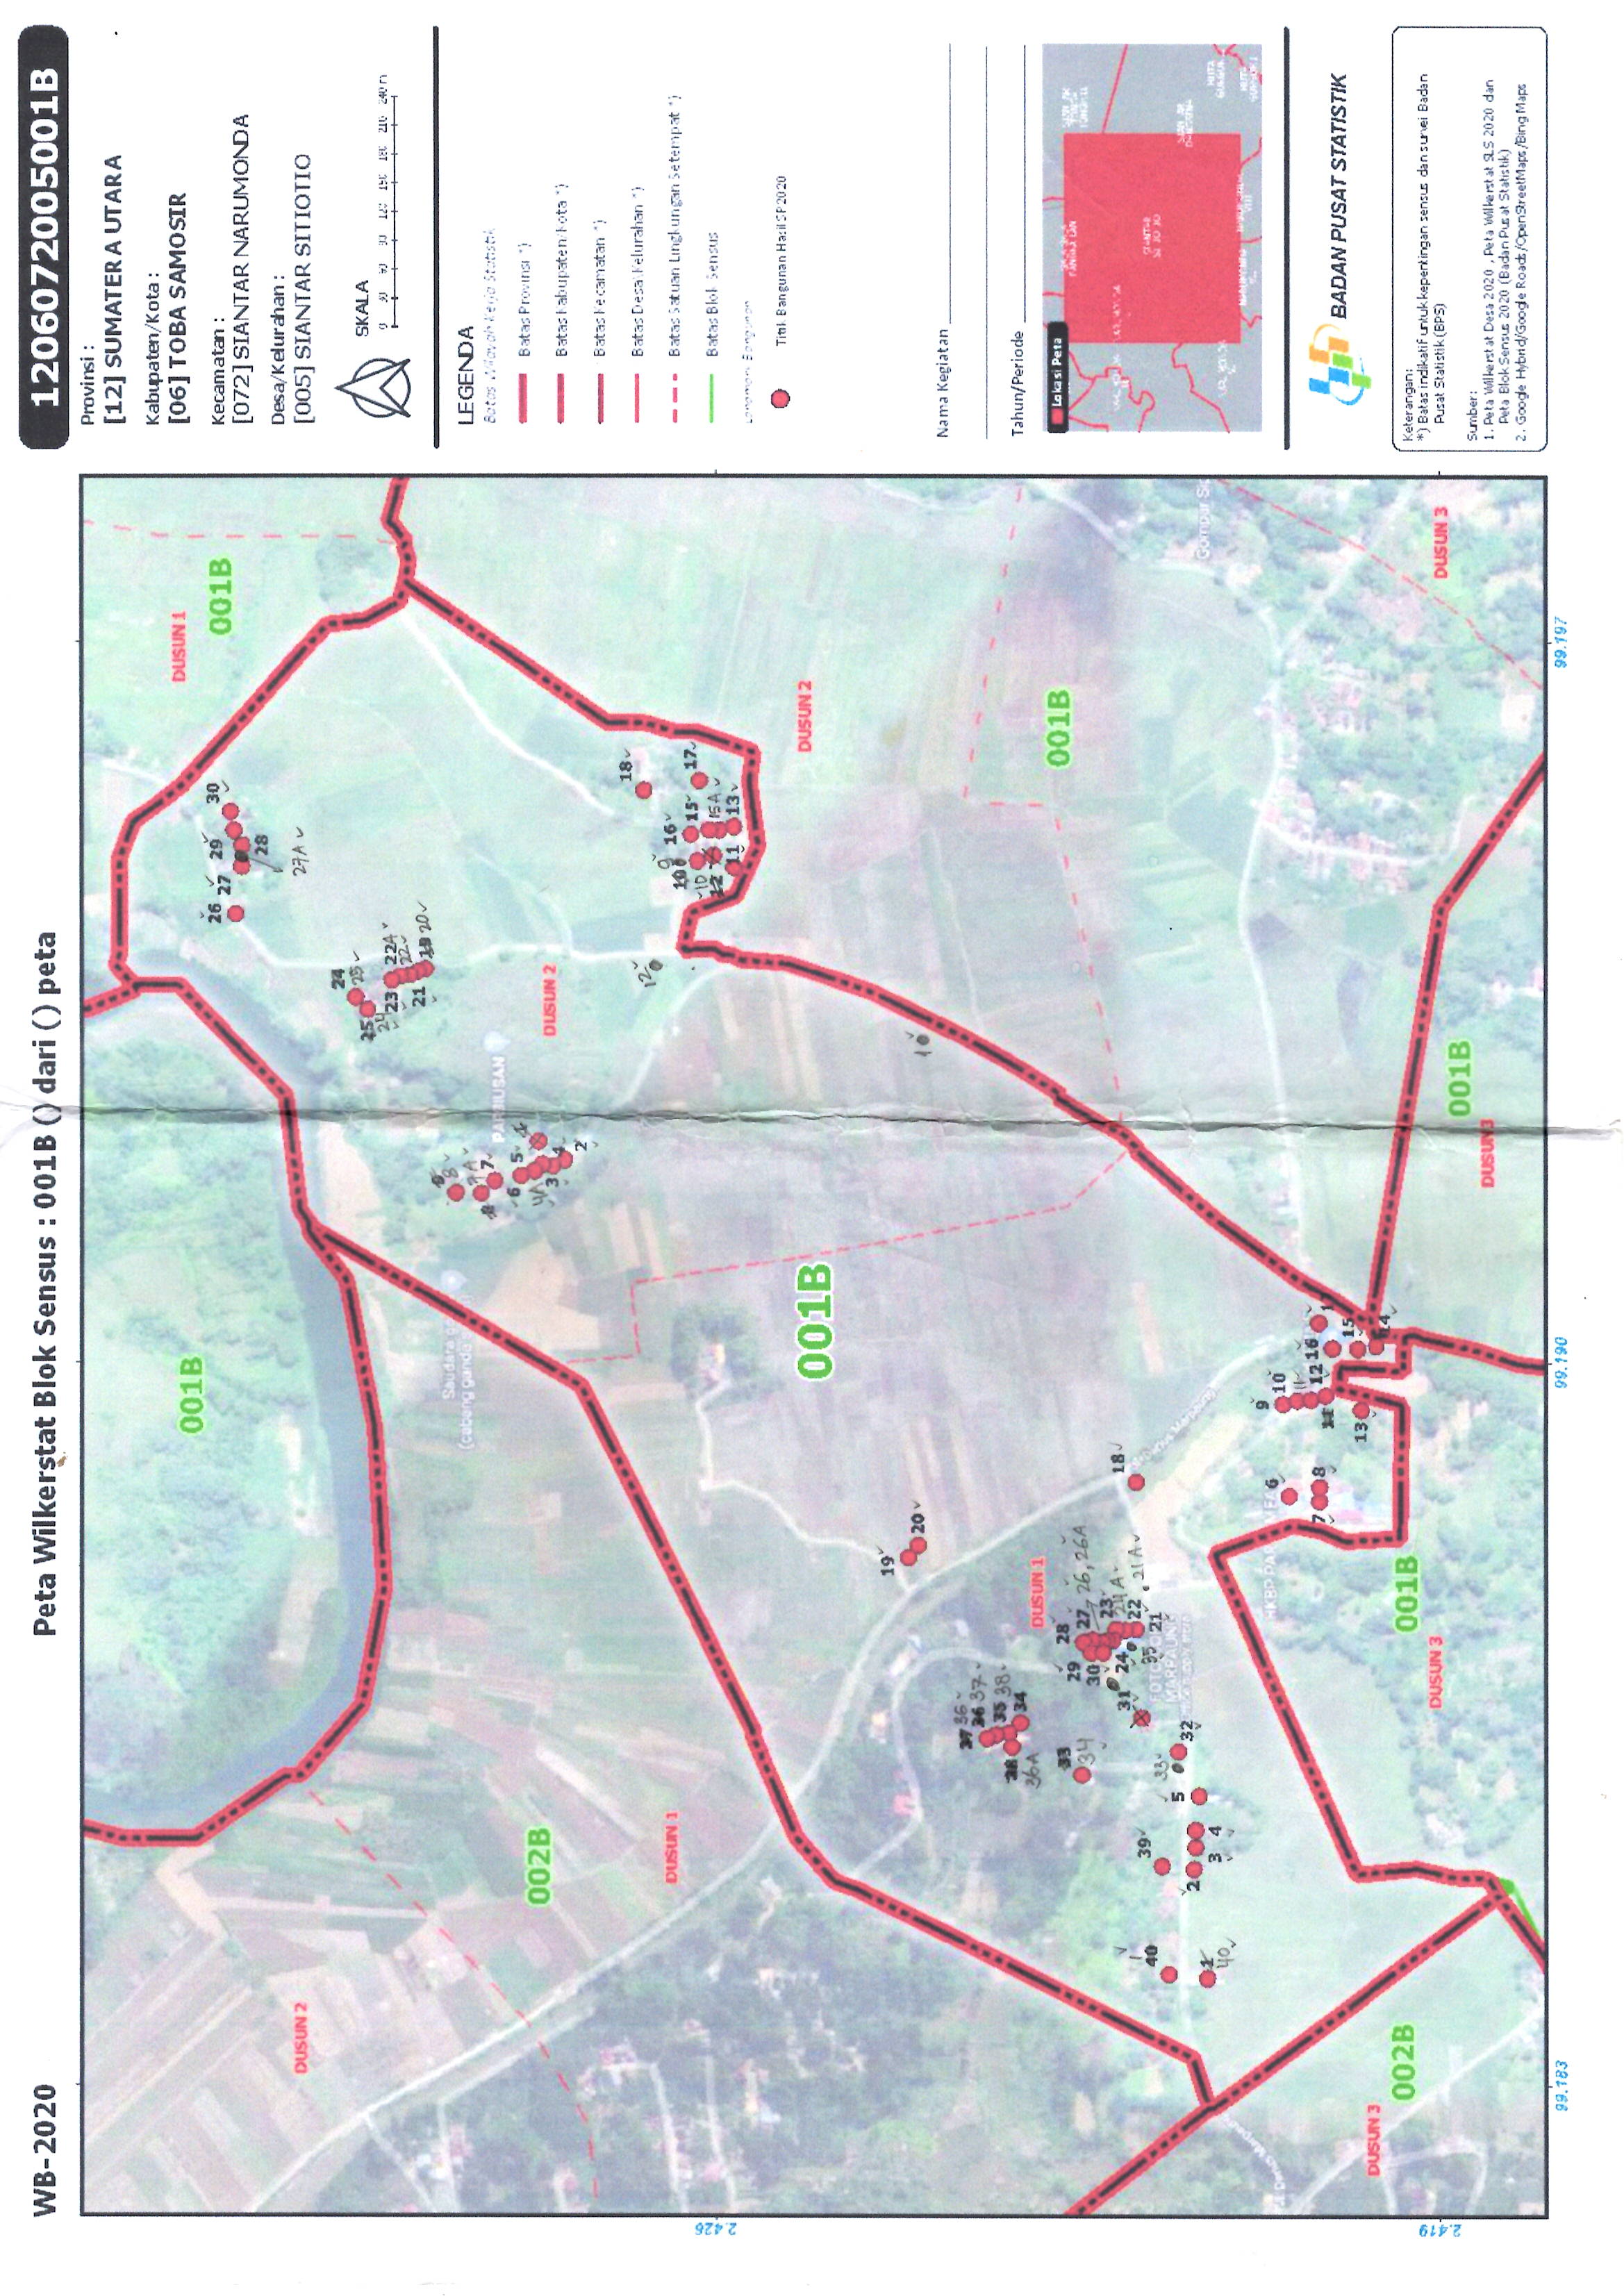 WB-2020
Peta Wilkerstat Blok Sensus : 001B () dari () peta
1206072005001B
Provinsi :
[12] SUMATERA UTARA
Kabupaten/Kota :
[06] TOBA SAMOSIR
Kecamatan :
[072] SIANTAR NARUMONDA
Desa/Kelurahan :
[005] SIANTAR SITIOTIO
SKALA
0 30 60 90 120 150 180 210 240 m
LEGENDA
Batas Wilayah Kerja Statistik
Batas Provinsi *)
Batas Kabupaten/Kota *)
Batas Kecamatan *)
Batas Desa/Kelurahan *)
Batas Satuan Lingkungan Setempat *)
Batas Blok Sensus
Titik Bangunan Hasil SP2020
Nama Kegiatan
Tahun/Periode
Lokasi Peta
BADAN PUSAT STATISTIK
Keterangan:
*) Batas indikatif untuk kepentingan sensus dan survei Badan
Pusat Statistik (BPS)
Sumber:
1. Peta Wilkerstat Desa 2020 , Peta Wilkerstat SLS 2020 dan
Peta Blok Sensus 2020 (Badan Pusat Statistik)
2. Google Hybrid/Google Roads/OpenStreetMaps/Bing Maps
001B
DUSUN 1
001B
26
27
29
30
28
27A
DUSUN 2
24
25
25
24
23
22A
22
21
19 20
9
8
7A
8
7
6
5
4
4A
3
4
2
PARBIUSAN
Saudara
(cabang ganda
002B
DUSUN 2
DUSUN 1
18
12
9
10
16
10
15
17
12
15A
11
13
2.426
001B
DUSUN 2
19
20
1
37 36
36 37
35 38
38
34
36A
DUSUN 1
33
34
28
29
27
26, 26A
30
23
24A
31
24
22
21A
35
21
18
001B
FOTO
MARPAUNG
1
40
39
33
5
32
2
3
4
1
40
Gompar
HKBP
6
7
8
9
10
11
12
16
11
13
15
14
DUSUN 3
002B
001B
DUSUN 3
001B
DUSUN 3
DUSUN 3
2.419
99.183
99.190
99.197